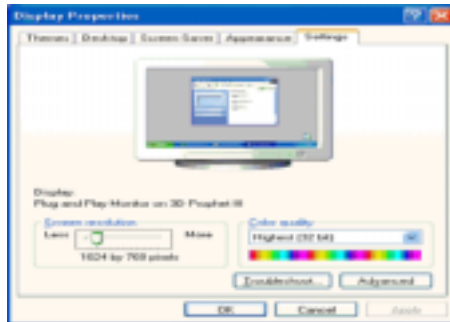 Display Properties
Themes Desktop Screen Saver Appearance Settings
Display:
Plug and Play Monitor on 3D Prophet III
Screen resolution
Less More
1024 by 768 pixels
Color quality
Highest (32 bit)
Troubleshoot... Advanced
OK Cancel Apply